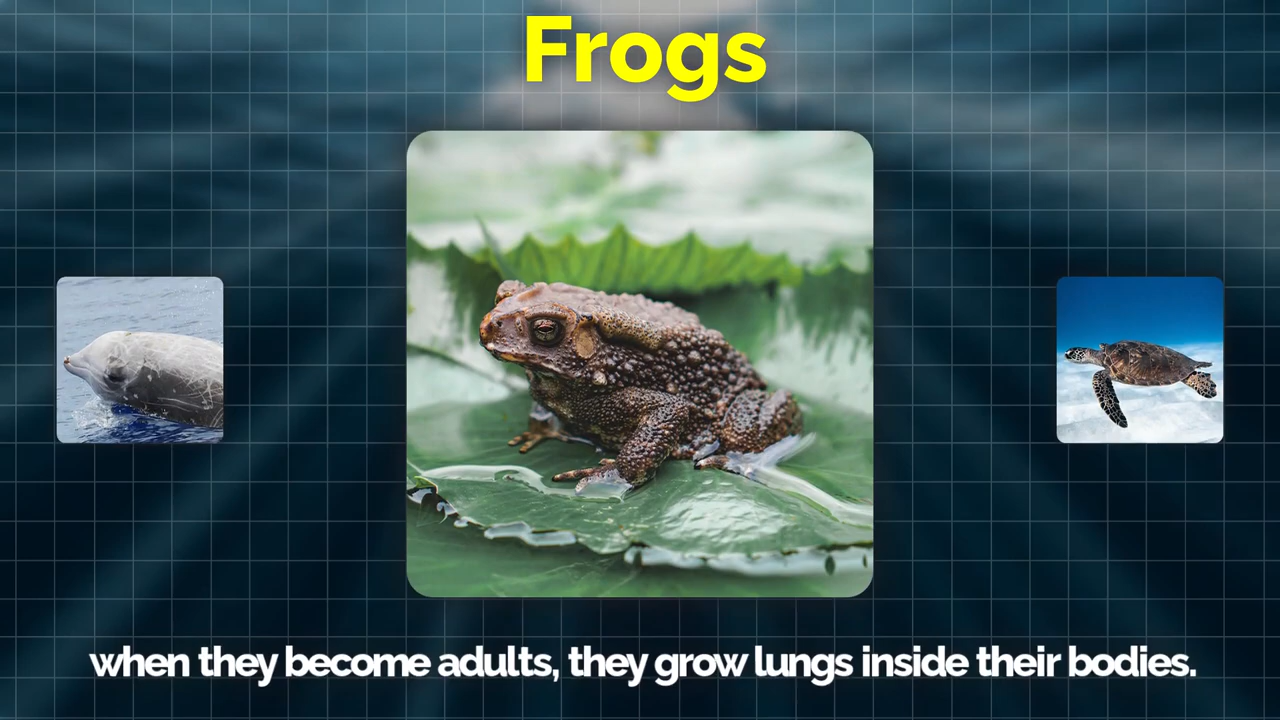 Frogs
when they become adults, they grow lungs inside their bodies.